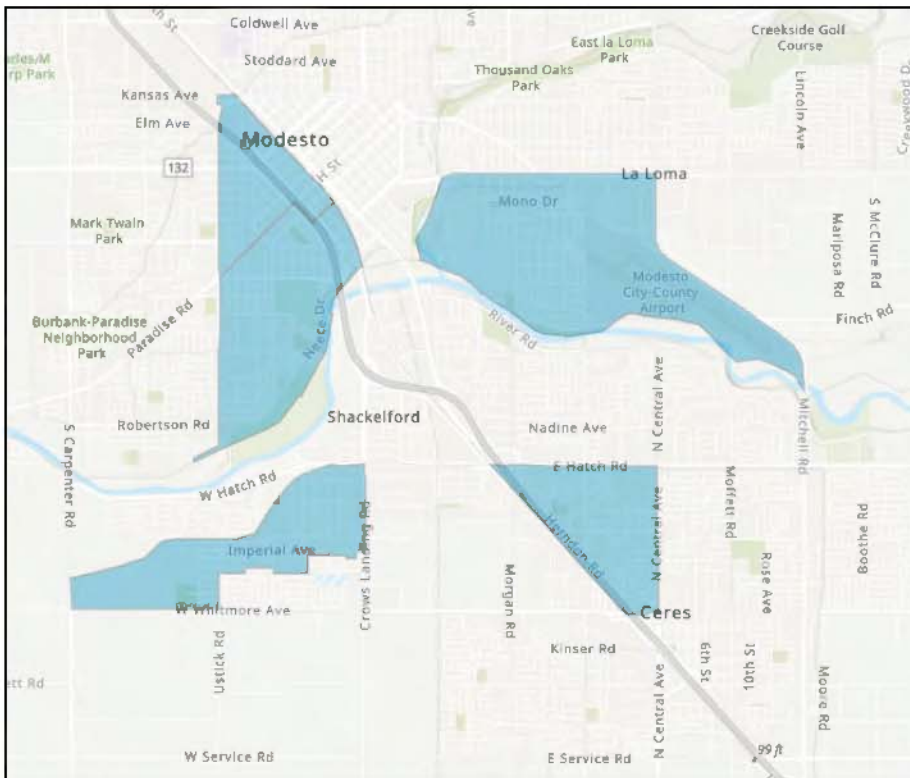 Coldwell Ave
Stoddard Ave
East la Loma
Park
Creekside Golf
Course
Thousand Oaks
Park
Kansas Ave
Elm Ave
Modesto
132
H St
Lincoln Ave
La Loma
Mono Dr
Mark Twain
Park
Mariposa Rd
S McClure Rd
Modesto
City-County
Airport
Finch Rd
Paradise Rd
Burbank-Paradise
Neighborhood
Park
Neece Dr
River Rd
N Central Ave
Mitchell Rd
Shackelford
Robertson Rd
Nadine Ave
S Carpenter Rd
W Hatch Rd
E Hatch Rd
Crows Landing Rd
Herndon Rd
N Central Ave
Moffett Rd
Boothe Rd
Imperial Ave
Rose Ave
Morgan Rd
W Whitmore Ave
Ceres
Ustick Rd
Kinser Rd
6th St
10th St
Moore Rd
N Central Ave
ett Rd
W Service Rd
E Service Rd
99 ft